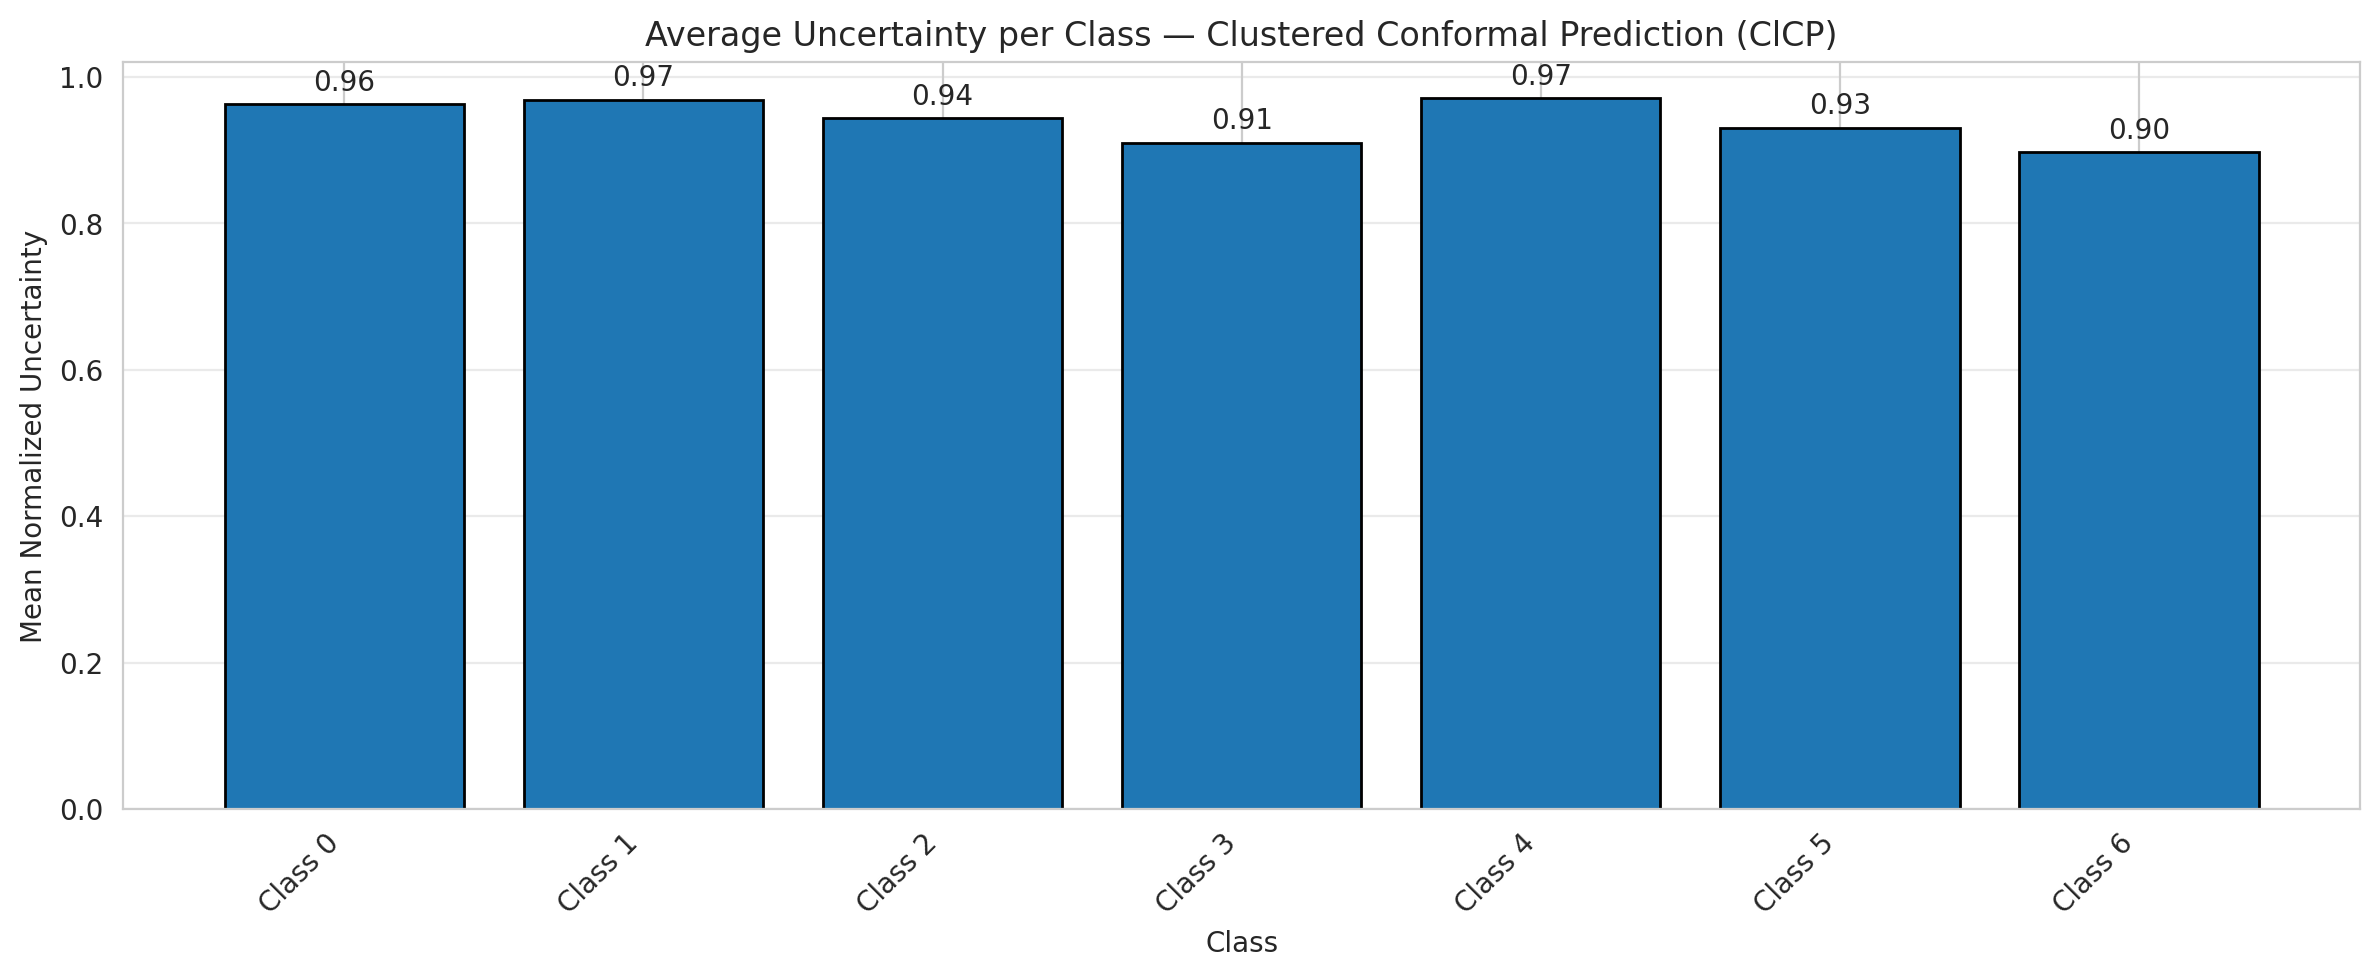 Average Uncertainty per Class — Clustered Conformal Prediction (ClCP)
Mean Normalized Uncertainty
1.0
0.8
0.6
0.4
0.2
0.0
0.96
0.97
0.94
0.91
0.97
0.93
0.90
Class 0
Class 1
Class 2
Class 3
Class 4
Class 5
Class 6
Class